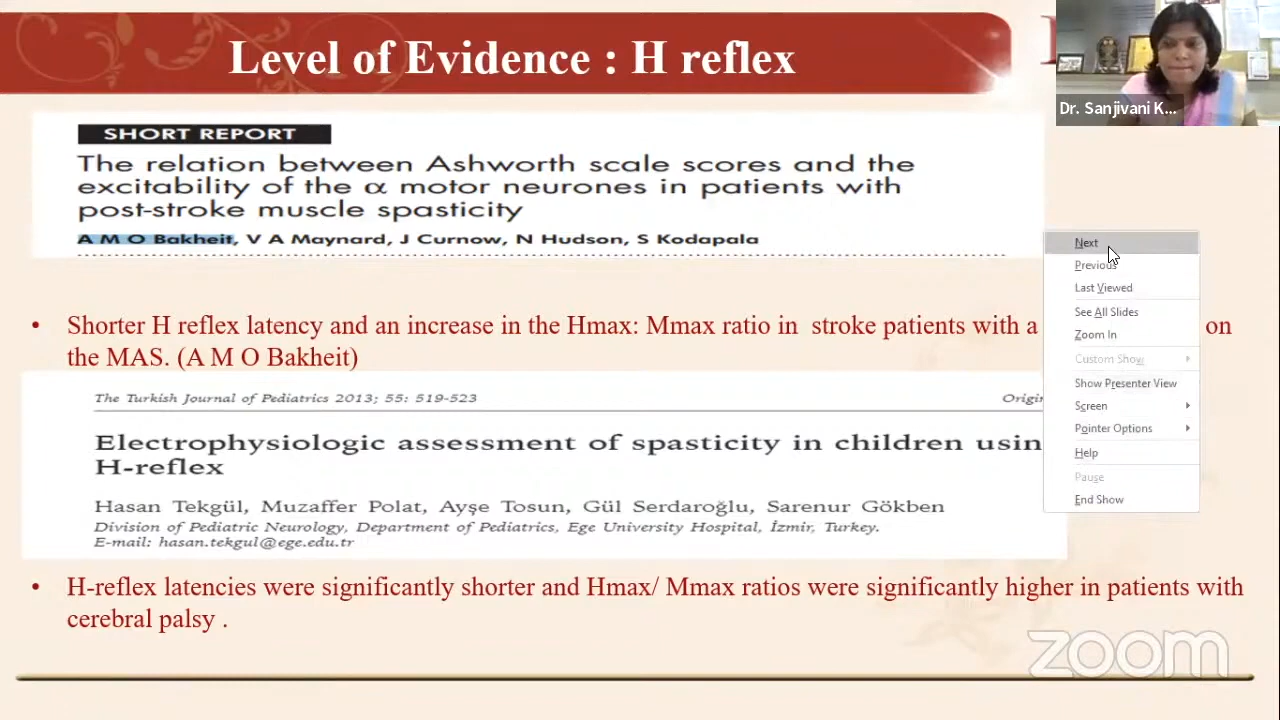 Level of Evidence : H reflex
Dr. Sanjivani K...
SHORT REPORT
The relation between Ashworth scale scores and the
excitability of the α motor neurones in patients with
post-stroke muscle spasticity
A M O Bakheit, V A Maynard, J Curnow, N Hudson, S Kodapala
Shorter H reflex latency and an increase in the Hmax: Mmax ratio in stroke patients with a on
the MAS. (A M O Bakheit)
The Turkish Journal of Pediatrics 2013; 55: 519-523
Electrophysiologic assessment of spasticity in children
H-reflex
Hasan Tekgül, Muzaffer Polat, Ayşe Tosun, Gül Serdaroğlu, Sarenur Gökben
Division of Pediatric Neurology, Department of Pediatrics, Ege University Hospital, İzmir, Turkey.
E-mail: hasan.tekgul@ege.edu.tr
H-reflex latencies were significantly shorter and Hmax/ Mmax ratios were significantly higher in patients with
cerebral palsy .
Next
Previous
Last Viewed
See All Slides
Zoom In
Custom Show
Show Presenter View
Screen
Pointer Options
Help
Pause
End Show
zoom